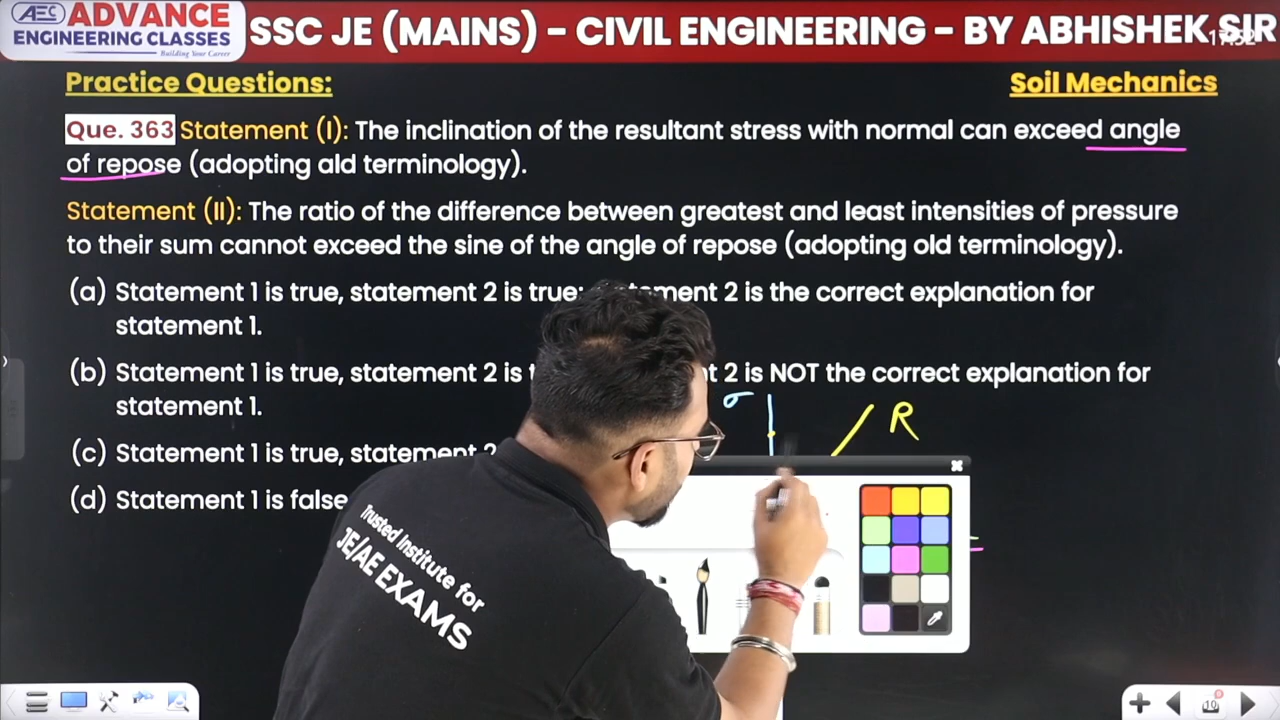 AEC ADVANCE
ENGINEERING CLASSES
Building Your Career
SSC JE (MAINS) - CIVIL ENGINEERING - BY ABHISHEK SIR
Practice Questions:
Soil Mechanics
Que. 363 Statement (I): The inclination of the resultant stress with normal can exceed angle
of repose (adopting ald terminology).
Statement (II): The ratio of the difference between greatest and least intensities of pressure
to their sum cannot exceed the sine of the angle of repose (adopting old terminology).
(a) Statement 1 is true, statement 2 is true; statement 2 is the correct explanation for
statement 1.
(b) Statement 1 is true, statement 2 is 2 is NOT the correct explanation for
statement 1.
σ
R
(c) Statement 1 is true, statement 2
(d) Statement 1 is false
Trusted Institute for
JE/AE EXAMS
10